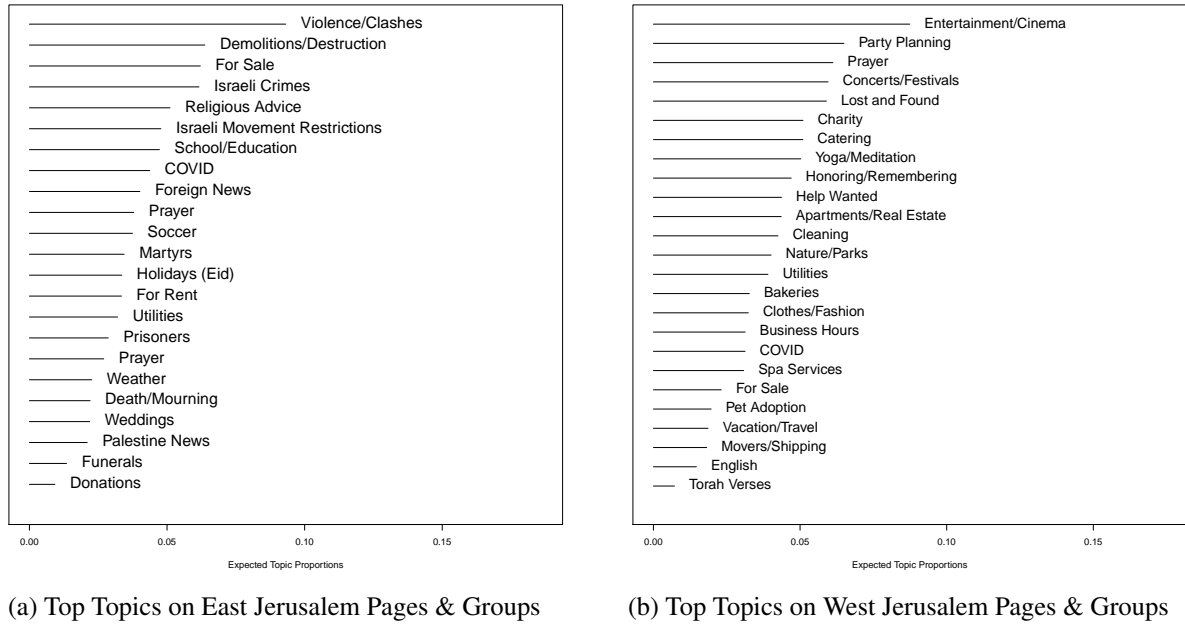 Violence/Clashes
Demolitions/Destruction
For Sale
Israeli Crimes
Religious Advice
Israeli Movement Restrictions
School/Education
COVID
Foreign News
Prayer
Soccer
Martyrs
Holidays (Eid)
For Rent
Utilities
Prisoners
Prayer
Weather
Death/Mourning
Weddings
Palestine News
Funerals
Donations
0.00 0.05 0.10 0.15
Expected Topic Proportions
(a) Top Topics on East Jerusalem Pages & Groups
Entertainment/Cinema
Party Planning
Prayer
Concerts/Festivals
Lost and Found
Charity
Catering
Yoga/Meditation
Honoring/Remembering
Help Wanted
Apartments/Real Estate
Cleaning
Nature/Parks
Utilities
Bakeries
Clothes/Fashion
Business Hours
COVID
Spa Services
For Sale
Pet Adoption
Vacation/Travel
Movers/Shipping
English
Torah Verses
0.00 0.05 0.10 0.15
Expected Topic Proportions
(b) Top Topics on West Jerusalem Pages & Groups